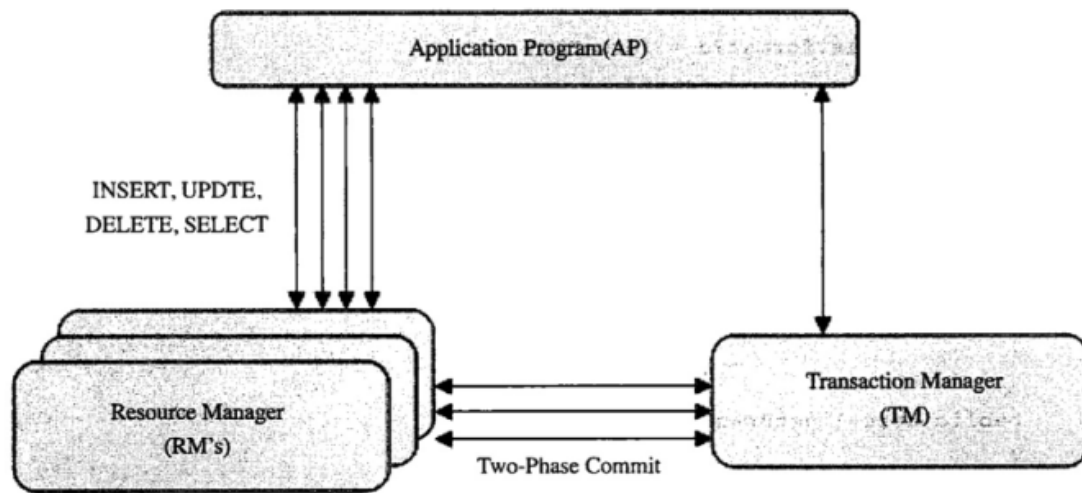 Application Program(AP)
INSERT, UPDTE,
DELETE, SELECT
Resource Manager
(RM's)
Transaction Manager
(TM)
Two-Phase Commit